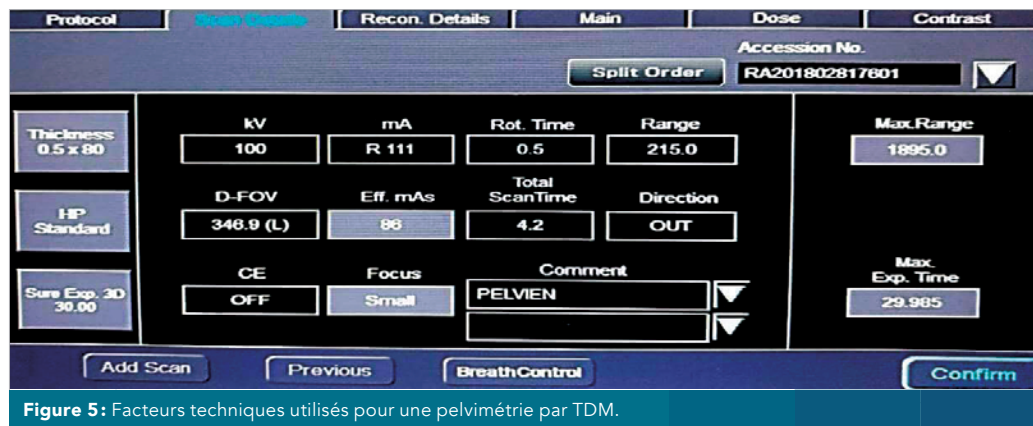 Protocol Scan Details Recon. Details Main Dose Contrast
Accession No.
Split Order RA201802817601
Thickness
0.5 x 80
kV mA Rot. Time Range Max.Range
100 R 111 0.5 215.0 1895.0
HP
Standard
Total
D-FOV Eff. mAs ScanTime Direction
346.9 (L) 86 4.2 OUT
Sure Exp. 3D
30.00
CE Focus Comment Max.
Exp. Time
OFF Small PELVIEN 29.985
Add Scan Previous BreathControl Confirm
Figure 5 : Facteurs techniques utilisés pour une pelvimétrie par TDM.